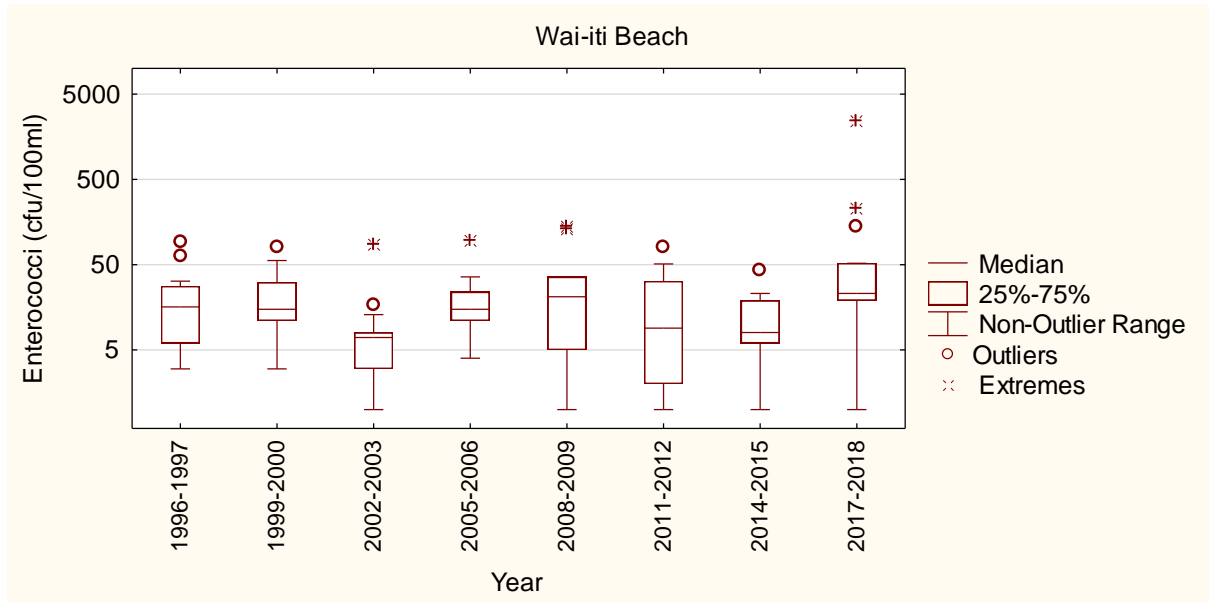 Wai-iti Beach
Enterococci (cfu/100ml)
5000
500
50
5
1996-1997
1999-2000
2002-2003
2005-2006
2008-2009
2011-2012
2014-2015
2017-2018
Year
Median
25%-75%
Non-Outlier Range
Outliers
Extremes